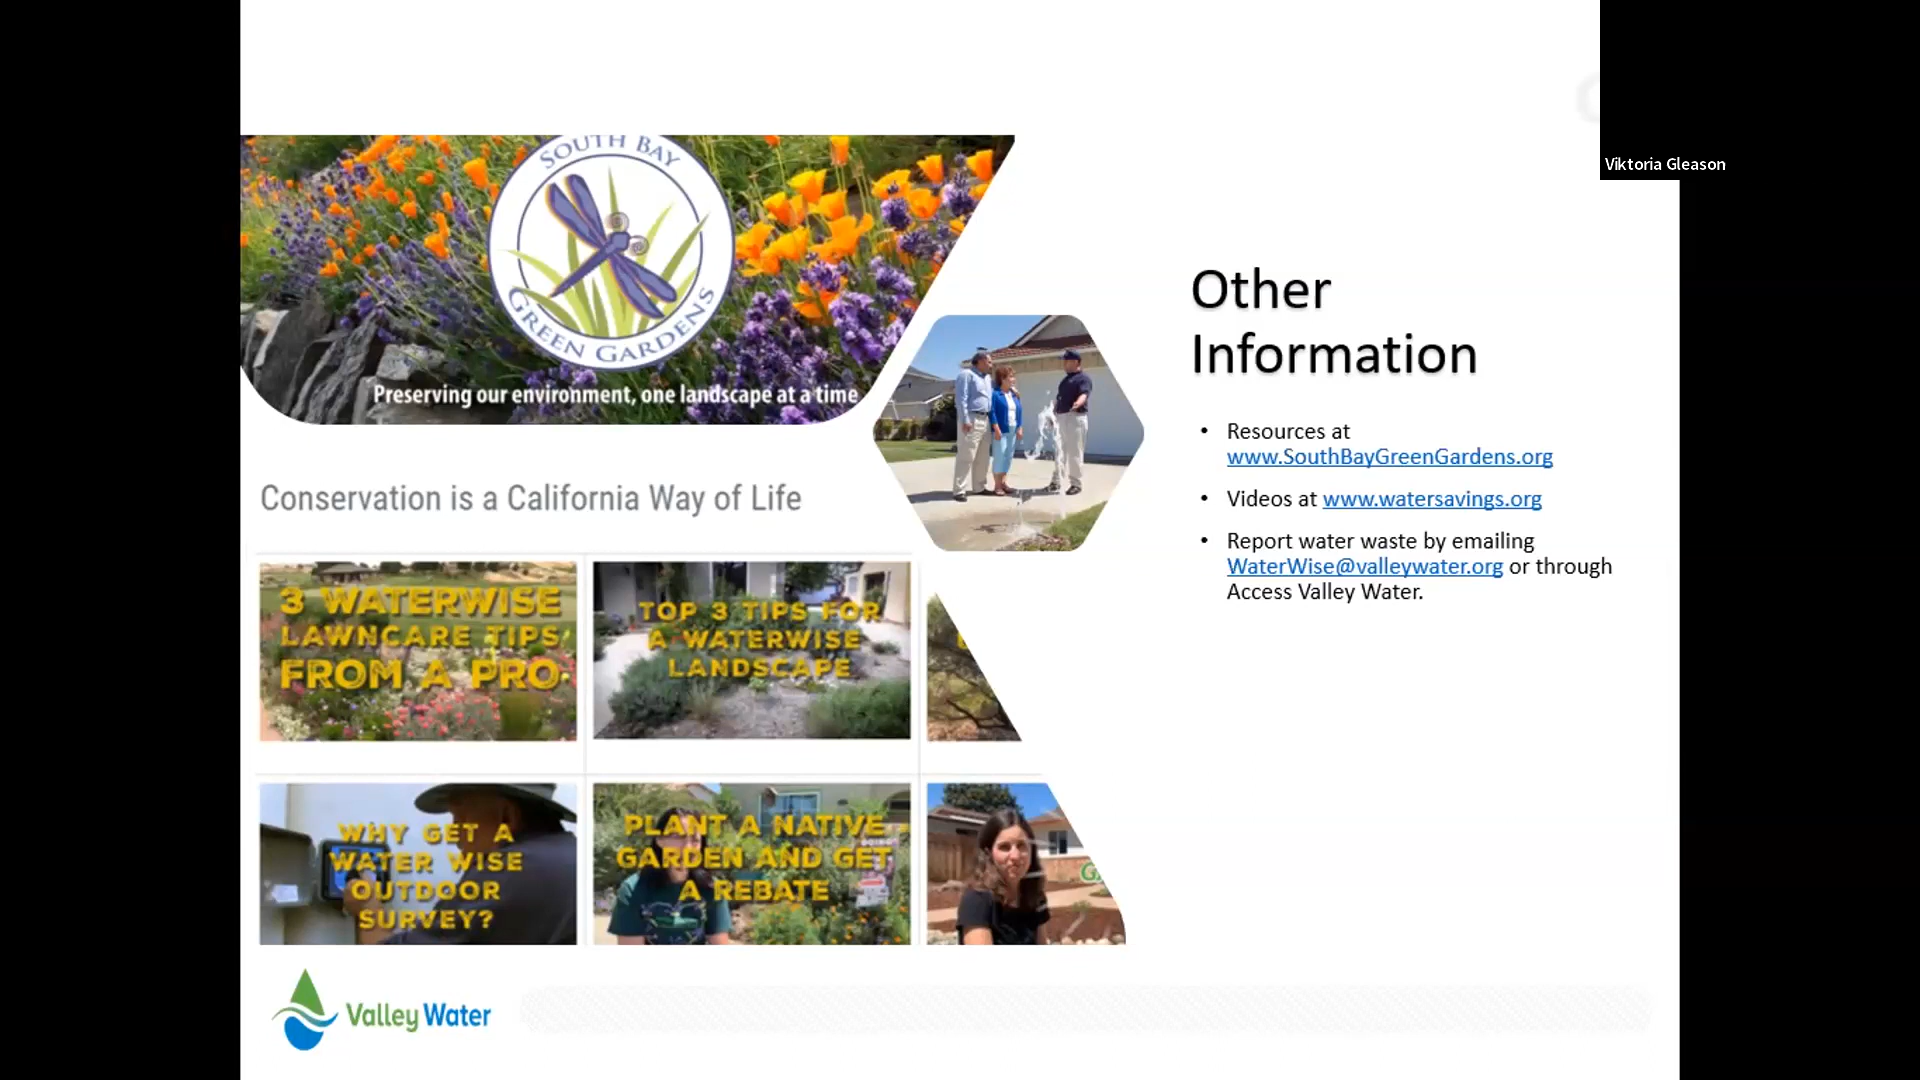 Viktoria Gleason
SOUTH BAY
GREEN GARDENS
Preserving our environment, one landscape at a time
Other
Information
• Resources at
www.SouthBayGreenGardens.org
• Videos at www.watersavings.org
• Report water waste by emailing
WaterWise@valleywater.org or through
Access Valley Water.
Conservation is a California Way of Life
3 WATERWISE
LAWNCARE TIPS
FROM A PRO
TOP 3 TIPS FOR
A WATERWISE
LANDSCAPE
WHY GET A
WATER WISE
OUTDOOR
SURVEY?
PLANT A NATIVE
GARDEN AND GET
A REBATE
Valley Water